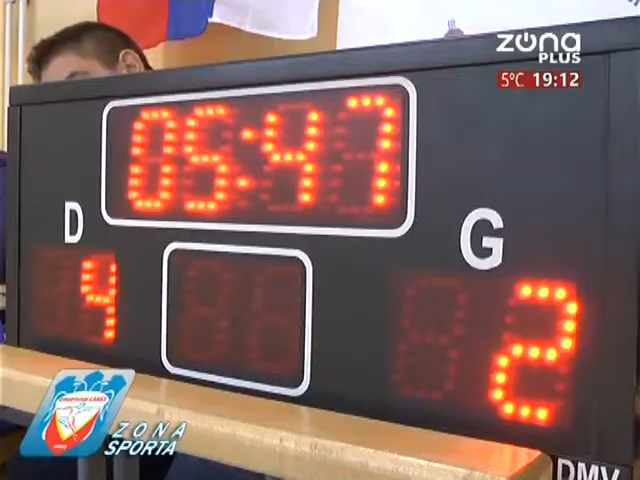 ZONA
PLUS
5°C 19:12
05:47
D
G
4
2
ZONA
SPORTA
DMV